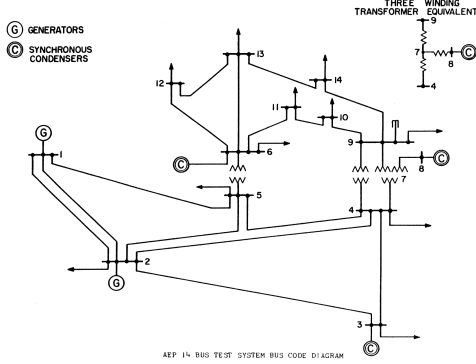 THREE WINDING
TRANSFORMER EQUIVALENT
G GENERATORS
C SYNCHRONOUS
CONDENSERS
9
7
8
C
4
13
14
12
11
10
6
9
C
G
1
C
8
7
5
4
2
G
3
C
AEP 14 BUS TEST SYSTEM BUS CODE DIAGRAM